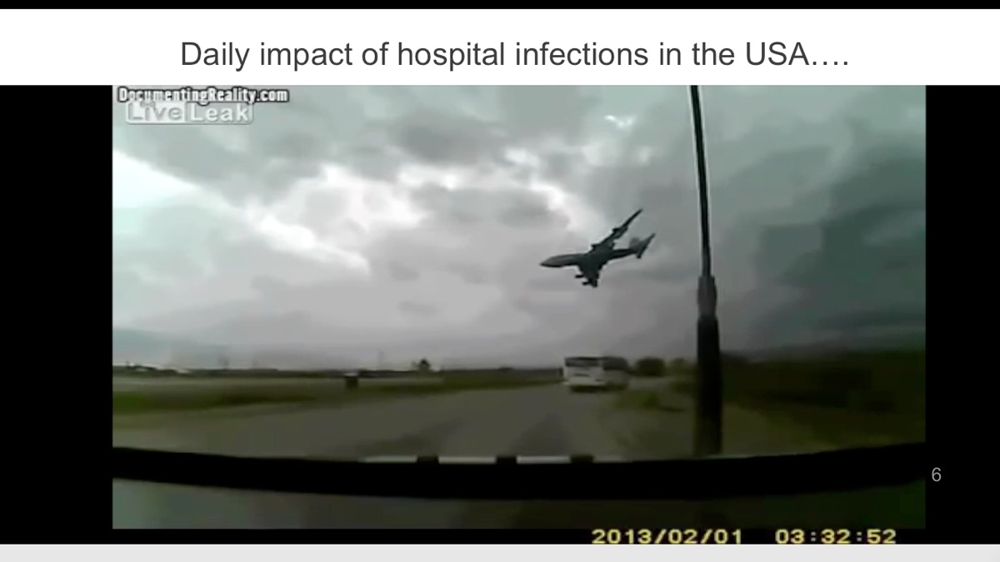 Daily impact of hospital infections in the USA....
DocumentingReality.com
LiveLeak
6
2013/02/01 03:32:52